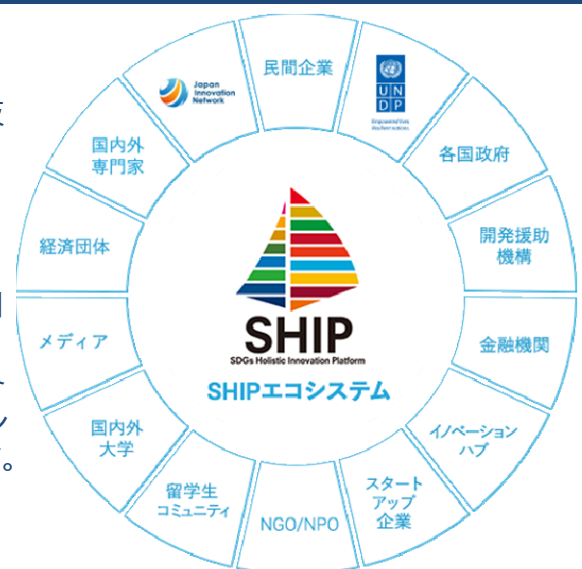 民間企業
Japan
Innovation
Network
UN
DP
国内外
専門家
各国政府
経済団体
開発援助
機構
SHIP
SDGs Holistic Innovation Platform
SHIPエコシステム
メディア
金融機関
国内外
大学
イノベーション
ハブ
留学生
コミュニティ
スタート
アップ
企業
NGO/NPO
。